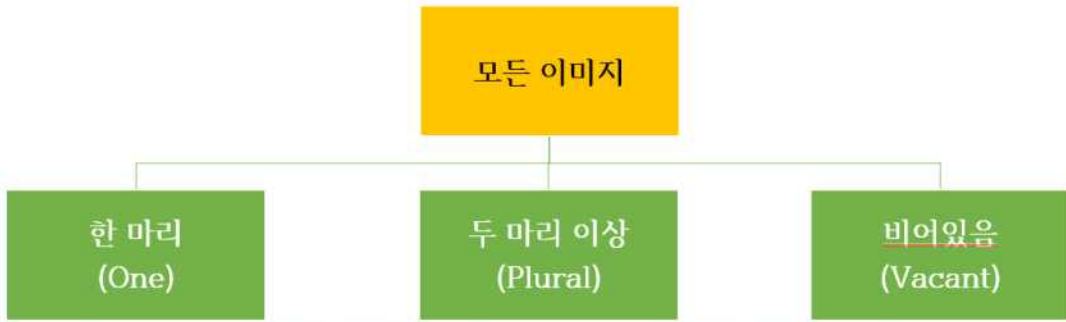 모든 이미지
한 마리
(One)
두 마리 이상
(Plural)
비어있음
(Vacant)